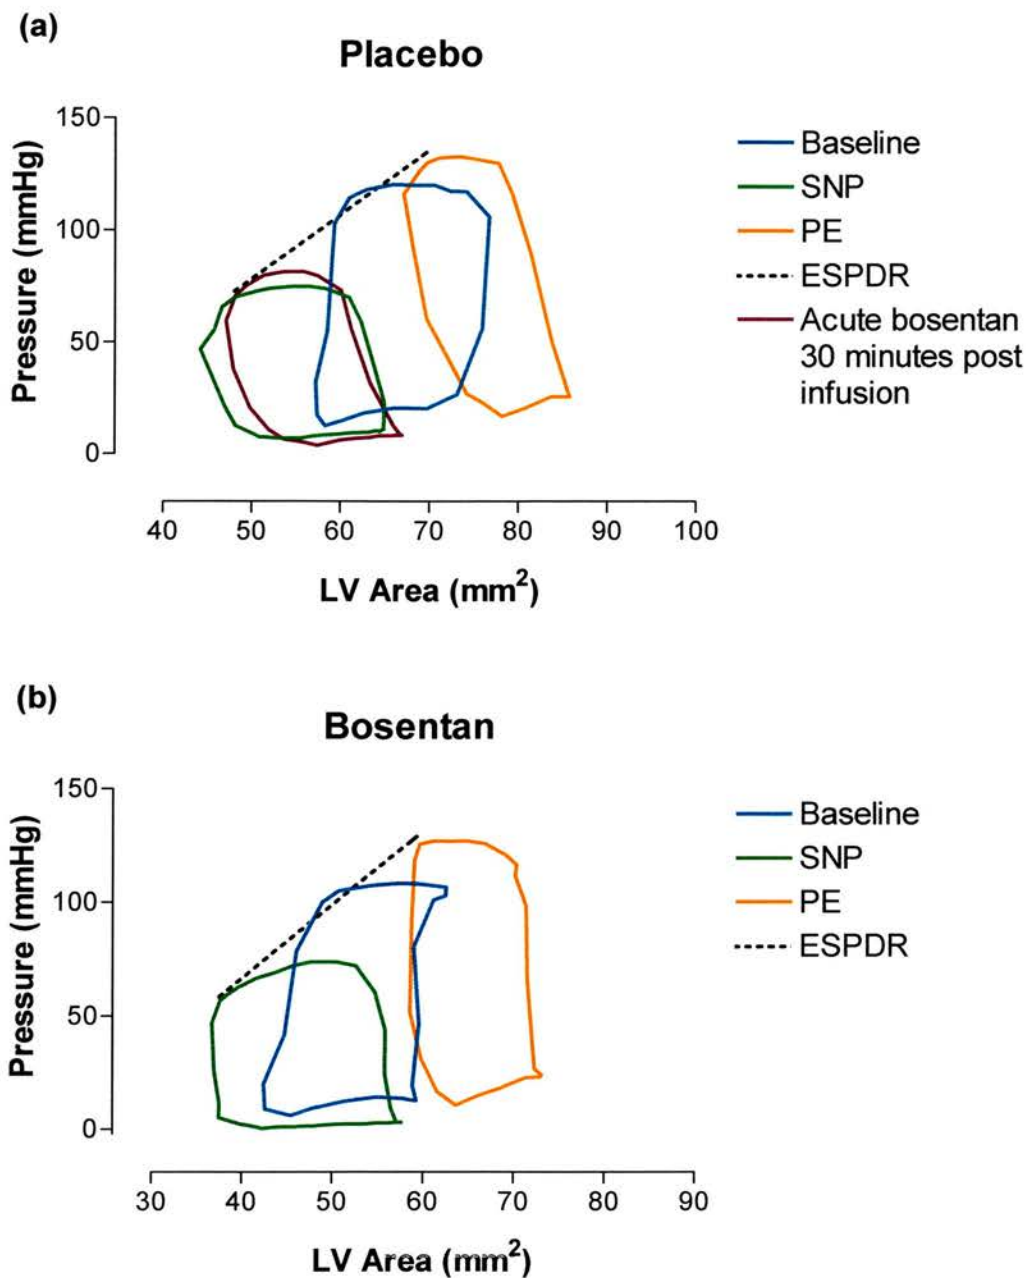 (a)
Placebo
150
100
50
0
Pressure (mmHg)
40 50 60 70 80 90 100
LV Area (mm²)
Baseline
SNP
PE
ESPDR
Acute bosentan
30 minutes post
infusion
(b)
Bosentan
150
100
50
0
Pressure (mmHg)
30 40 50 60 70 80 90
LV Area (mm²)
Baseline
SNP
PE
ESPDR